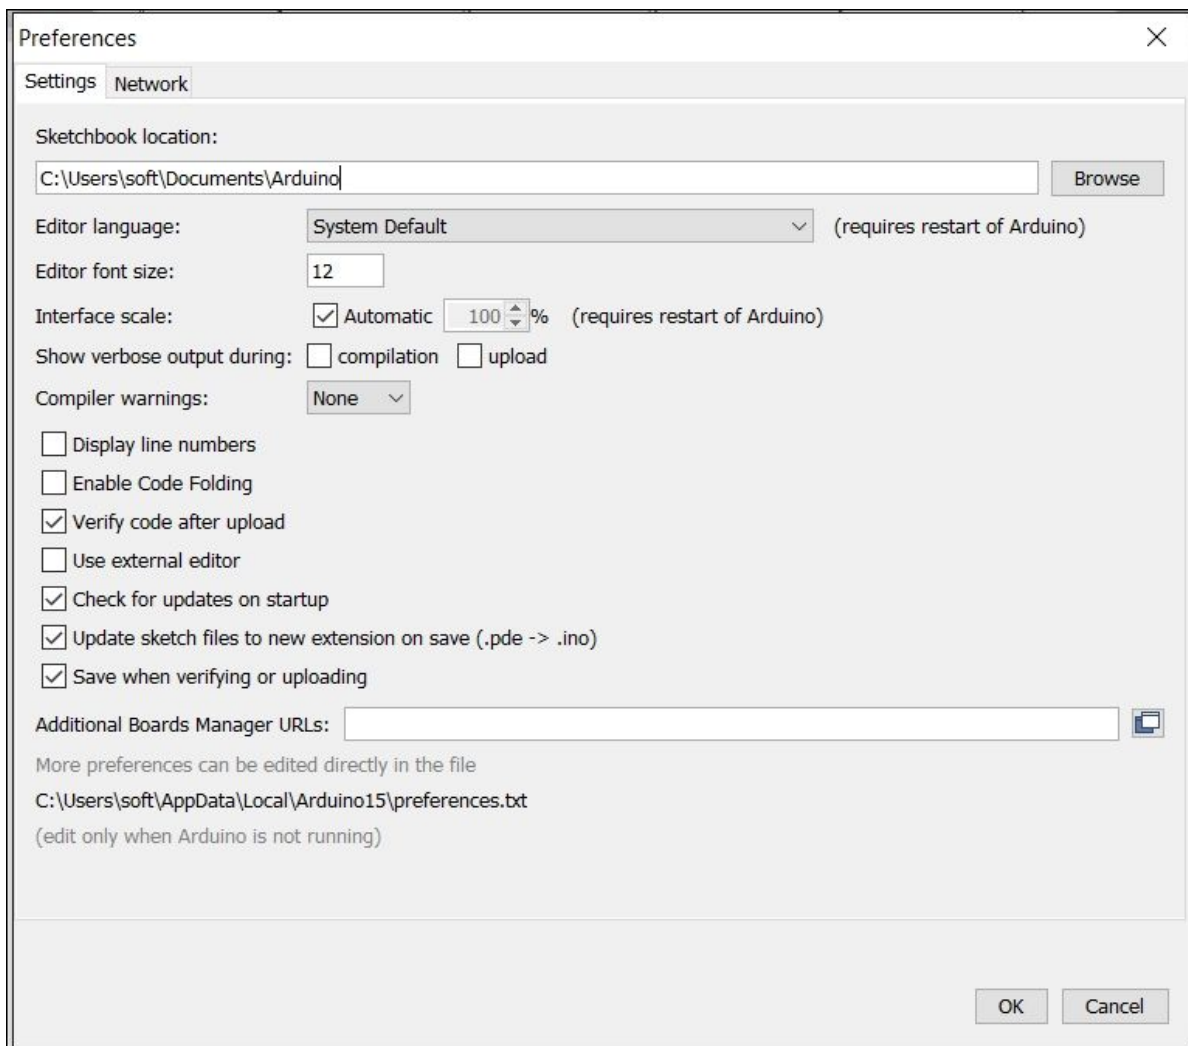 Preferences
Settings Network
Sketchbook location:
C:\Users\soft\Documents\Arduino Browse
Editor language: System Default (requires restart of Arduino)
Editor font size: 12
Interface scale: Automatic 100 % (requires restart of Arduino)
Show verbose output during: compilation upload
Compiler warnings: None
Display line numbers
Enable Code Folding
Verify code after upload
Use external editor
Check for updates on startup
Update sketch files to new extension on save (.pde -> .ino)
Save when verifying or uploading
Additional Boards Manager URLs:
More preferences can be edited directly in the file
C:\Users\soft\AppData\Local\Arduino15\preferences.txt
(edit only when Arduino is not running)
OK Cancel